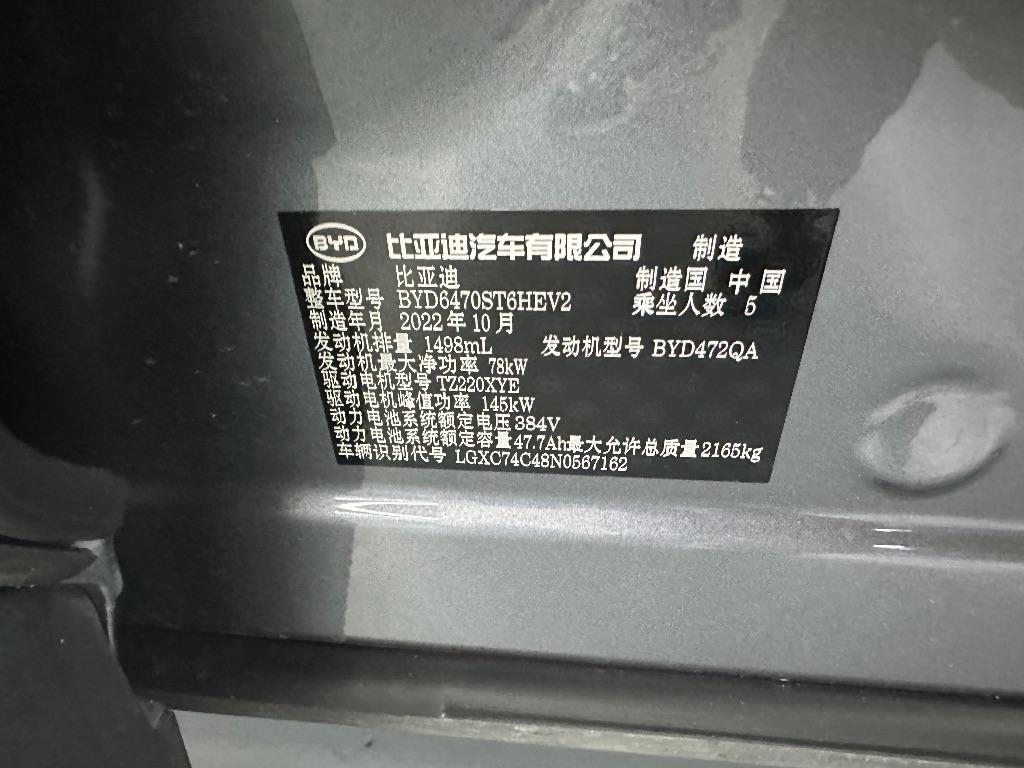 BYD 比亚迪汽车有限公司 制造
品牌 比亚迪 制造国 中国
整车型号 BYD6470ST6HEV2 乘坐人数 5
制造年月 2022年10月
发动机排量 1498mL 发动机型号 BYD472QA
发动机最大净功率 78kW
驱动电机型号 TZ220XYE
驱动电机峰值功率 145kW
动力电池系统额定电压 384V
动力电池系统额定容量 47.7Ah 最大允许总质量 2165kg
车辆识别代号 LGXC74C48N0567162